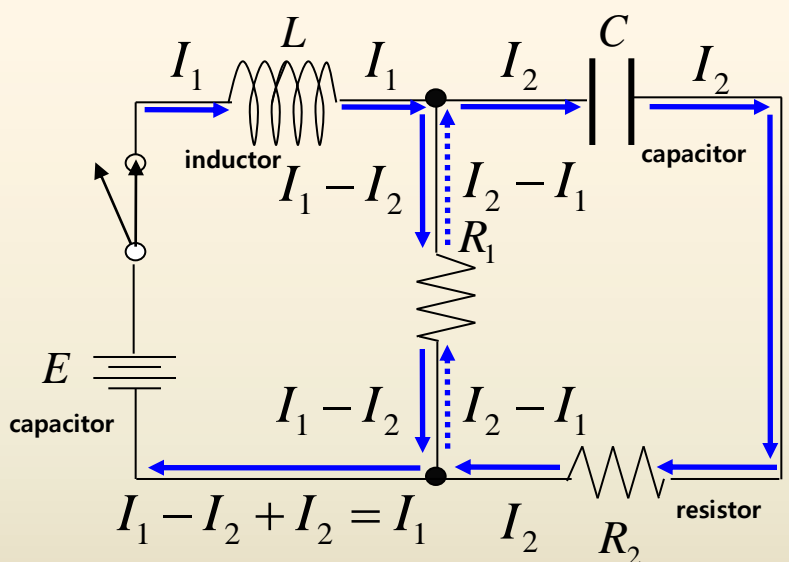 L
C
I₁
I₁
I₂
I₂
inductor
capacitor
I₁ − I₂
I₂ − I₁
R₁
E
capacitor
I₁ − I₂
I₂ − I₁
I₁ − I₂ + I₂ = I₁
I₂
R₂
resistor